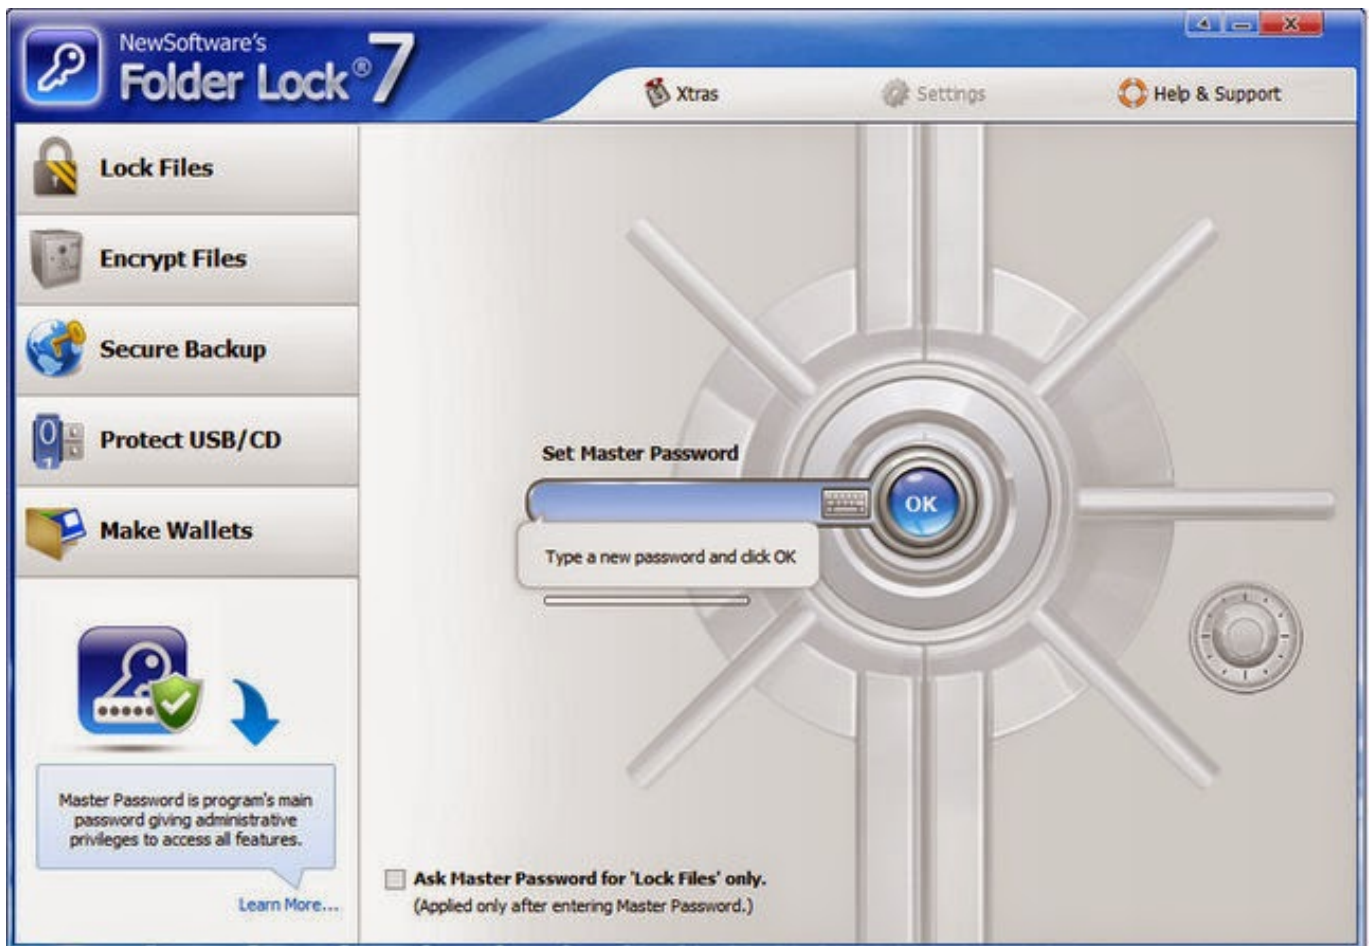 NewSoftware's
Folder Lock® 7
Xtras
Settings
Help & Support
Lock Files
Encrypt Files
Secure Backup
Protect USB/CD
Make Wallets
Set Master Password
OK
Type a new password and click OK
Master Password is program's main
password giving administrative
privileges to access all features.
Learn More...
Ask Master Password for 'Lock Files' only.
(Applied only after entering Master Password.)